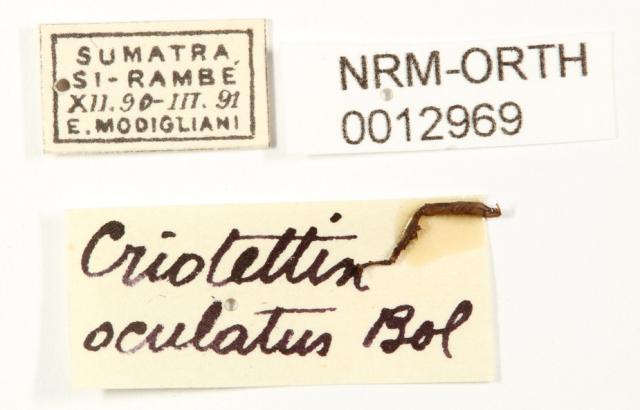 SUMATRA,
SI-RAMBÉ
XII.90-III.91
E. MODIGLIANI
NRM-ORTH
0012969
Criotettix
oculatus Bol